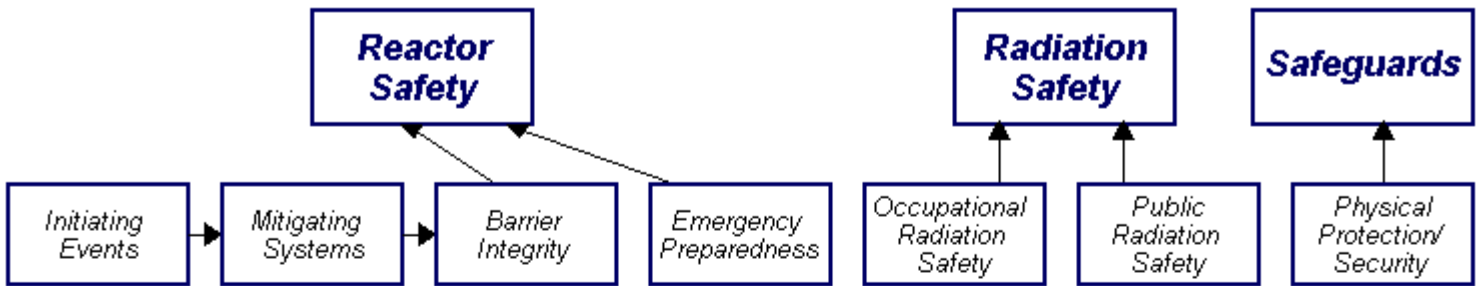 Reactor
Safety
Radiation
Safety
Safeguards
Initiating
Events
Mitigating
Systems
Barrier
Integrity
Emergency
Preparedness
Occupational
Radiation
Safety
Public
Radiation
Safety
Physical
Protection/
Security